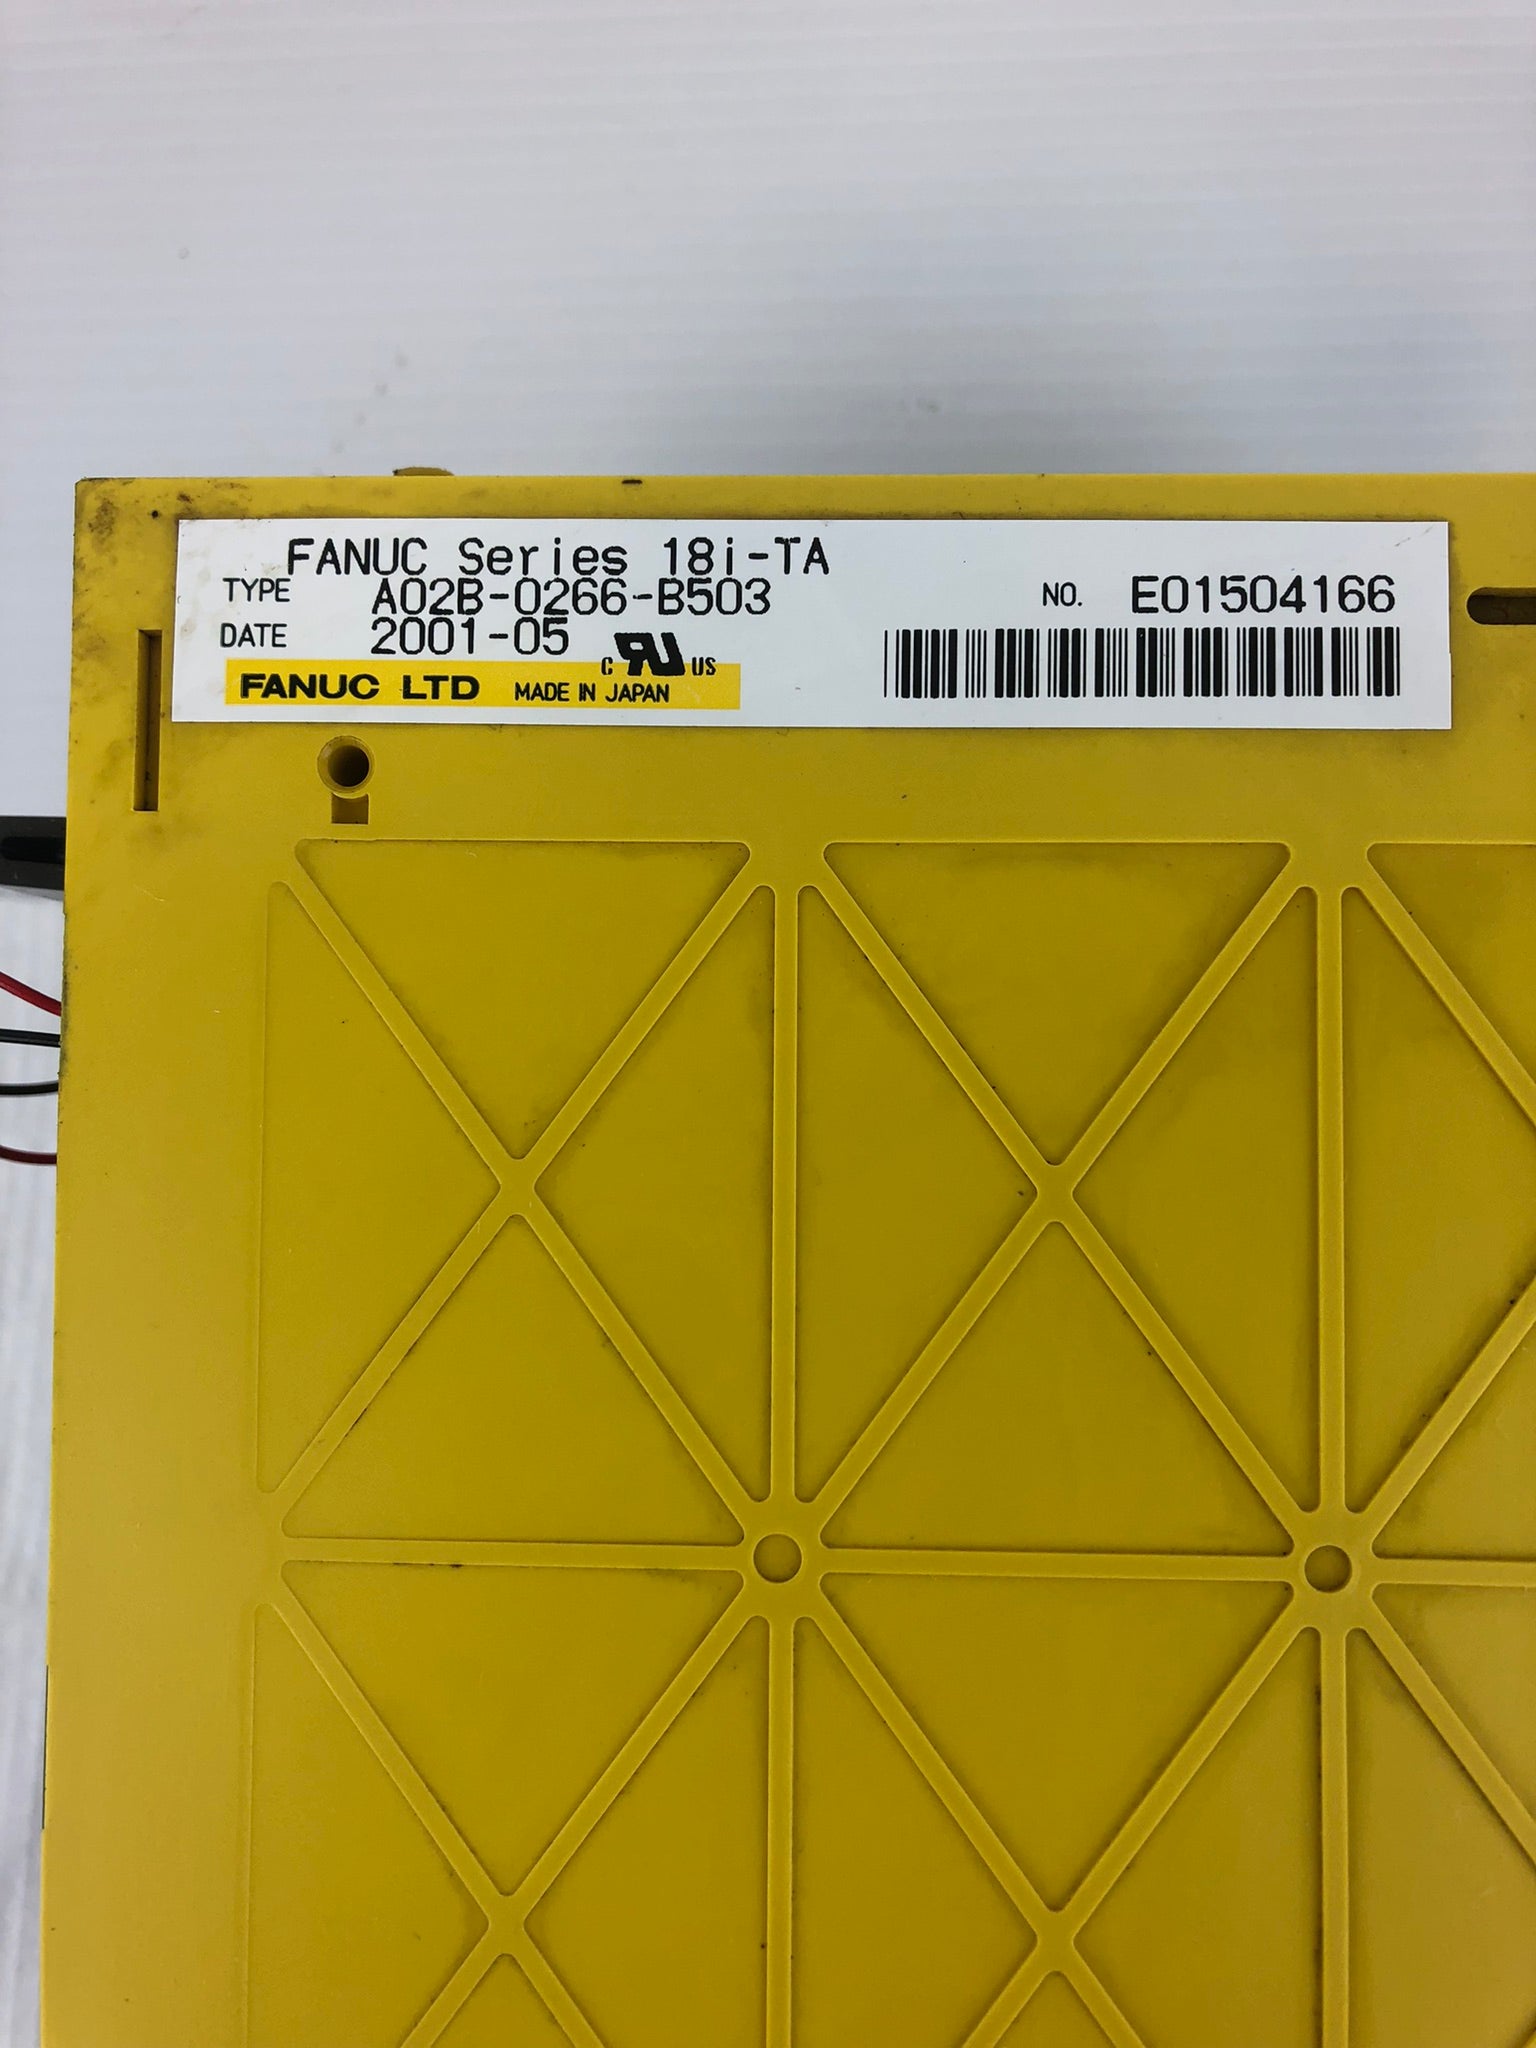 FANUC Series 18i-TA
TYPE A02B-0266-B503
NO. E01504166
DATE 2001-05
c RU US
FANUC LTD MADE IN JAPAN